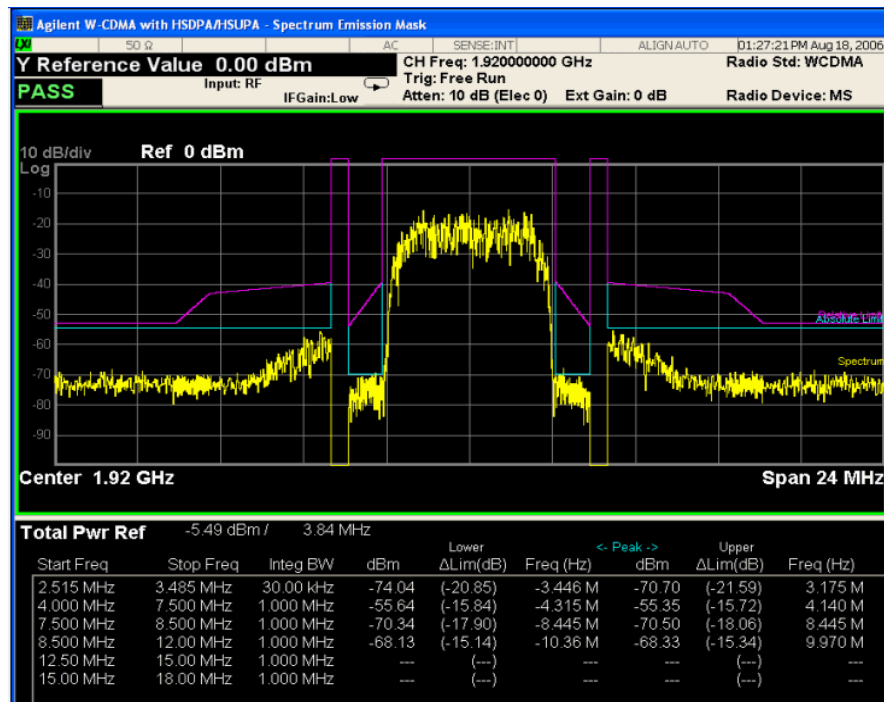 Agilent W-CDMA with HSDPA/HSUPA - Spectrum Emission Mask
LXI 50 Ω AC SENSE:INT ALIGN AUTO 01:27:21 PM Aug 18, 2006
Y Reference Value 0.00 dBm CH Freq: 1.920000000 GHz Radio Std: WCDMA
Input: RF Trig: Free Run
PASS IFGain:Low Atten: 10 dB (Elec 0) Ext Gain: 0 dB Radio Device: MS
10 dB/div Ref 0 dBm
Log
-10
-20
-30
-40
-50
Absolute Limit
-60
Spectrum
-70
-80
-90
Center 1.92 GHz Span 24 MHz
Total Pwr Ref -5.49 dBm / 3.84 MHz
Lower <- Peak -> Upper
Start Freq Stop Freq Integ BW dBm ΔLim(dB) Freq (Hz) dBm ΔLim(dB) Freq (Hz)
2.515 MHz 3.485 MHz 30.00 kHz -74.04 (-20.85) -3.446 M -70.70 (-21.59) 3.175 M
4.000 MHz 7.500 MHz 1.000 MHz -55.64 (-15.84) -4.315 M -55.35 (-15.72) 4.140 M
7.500 MHz 8.500 MHz 1.000 MHz -70.34 (-17.90) -8.445 M -70.50 (-18.06) 8.445 M
8.500 MHz 12.00 MHz 1.000 MHz -68.13 (-15.14) -10.36 M -68.33 (-15.34) 9.970 M
12.50 MHz 15.00 MHz 1.000 MHz --- (---) --- --- (---) ---
15.00 MHz 18.00 MHz 1.000 MHz --- (---) --- --- (---) ---